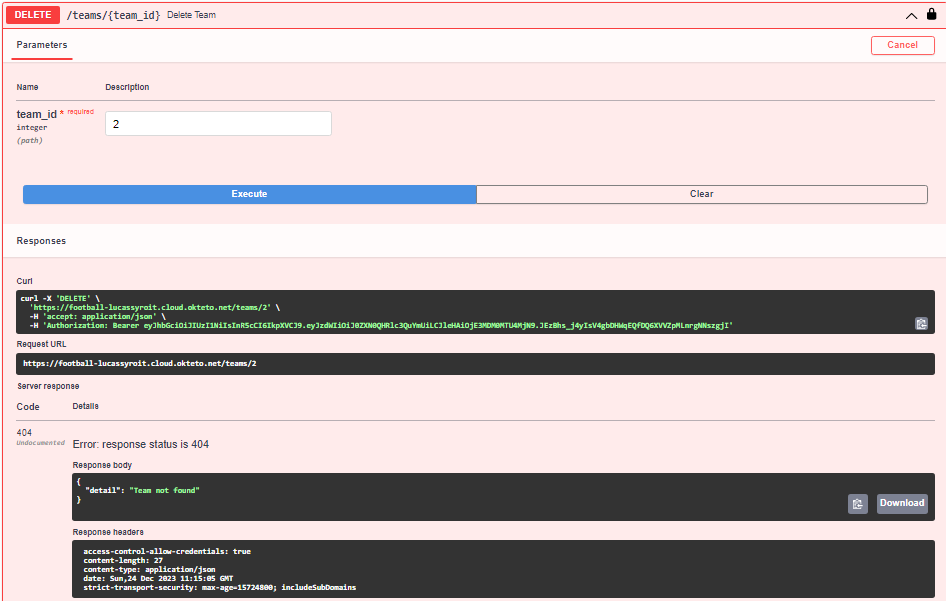 DELETE /teams/{team_id} Delete Team
Parameters
Cancel
Name Description
team_id * required
integer
(path)
2
Execute
Clear
Responses
Curl
curl -X 'DELETE' \
'https://football-lucassyroit.cloud.okteto.net/teams/2' \
-H 'accept: application/json' \
-H 'Authorization: Bearer
Request URL
https://football-lucassyroit.cloud.okteto.net/teams/2
Server response
Code Details
404
Undocumented
Error: response status is 404
Response body
{
"detail": "Team not found"
}
Download
Response headers
access-control-allow-credentials: true
content-length: 27
content-type: application/json
date: Sun,24 Dec 2023 11:15:05 GMT
strict-transport-security: max-age=15724800; includeSubDomains